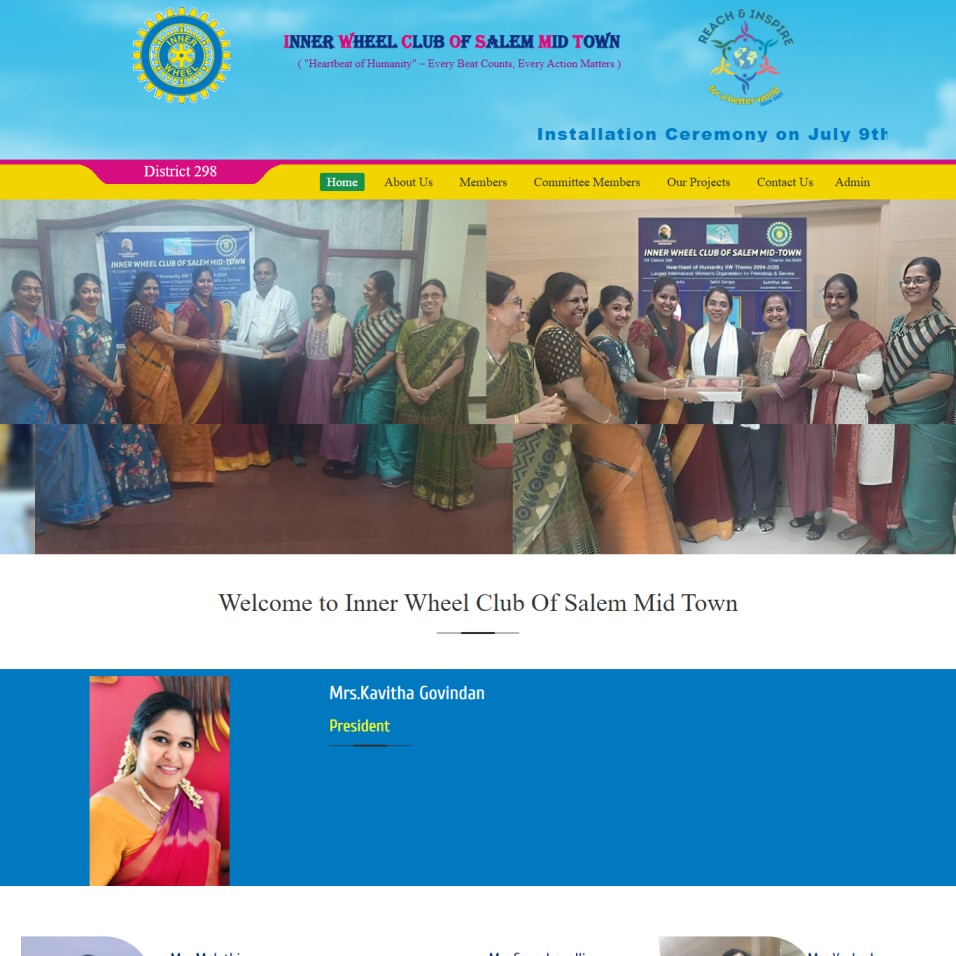 INNER WHEEL
INNER WHEEL CLUB OF SALEM MID TOWN
( "Heartbeat of Humanity" – Every Beat Counts, Every Action Matters )
REACH & INSPIRE
for a better world
Installation Ceremony on July 9th
District 298
Home About Us Members Committee Members Our Projects Contact Us Admin
INNER WHEEL CLUB OF SALEM MID-TOWN
INNER WHEEL CLUB OF SALEM MID-TOWN
Heartbeat of Humanity IIW Theme 2024-2025
Largest International Women's Organisation for Friendship & Service
Welcome to Inner Wheel Club Of Salem Mid Town
Mrs.Kavitha Govindan
President